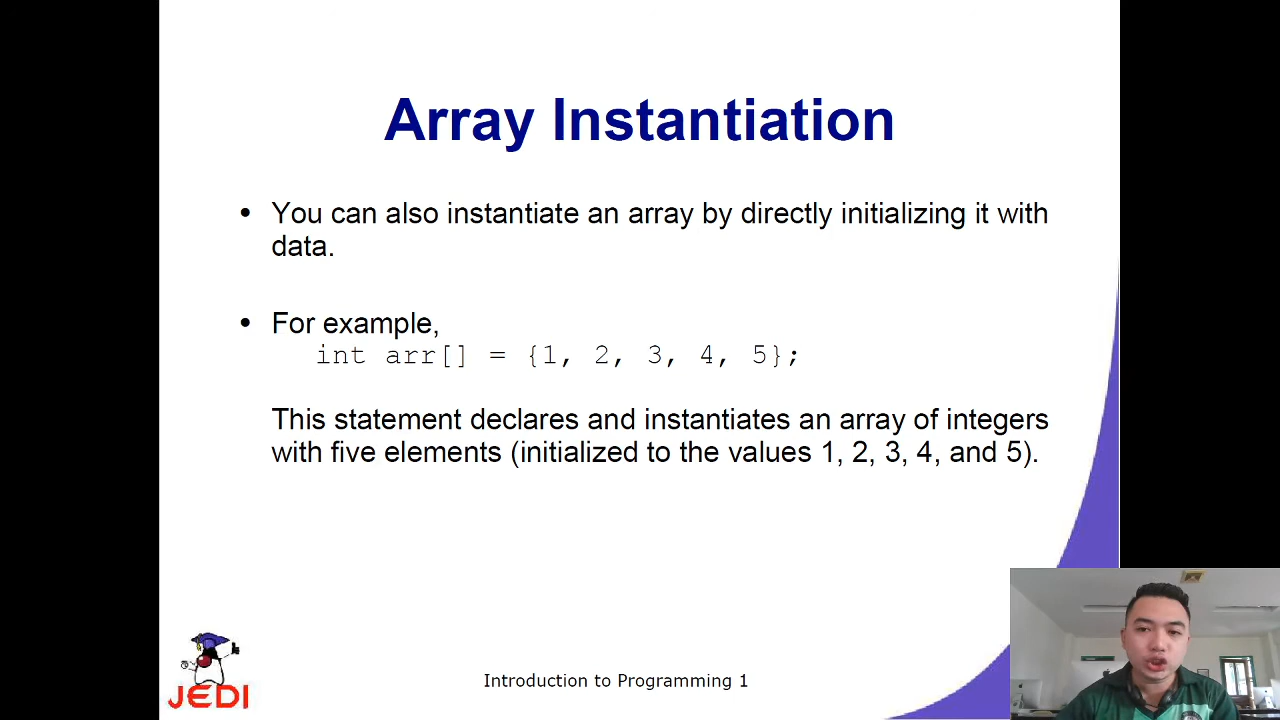 Array Instantiation
• You can also instantiate an array by directly initializing it with
data.
• For example,
int arr[] = {1, 2, 3, 4, 5};
This statement declares and instantiates an array of integers
with five elements (initialized to the values 1, 2, 3, 4, and 5).
JEDI
Introduction to Programming 1